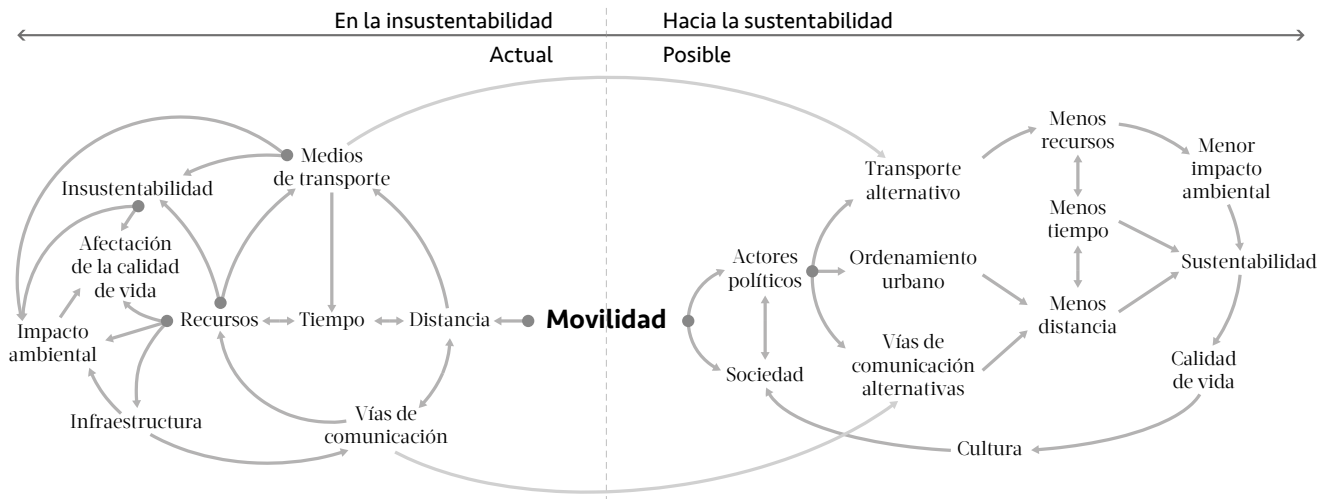 En la insustentabilidad
Hacia la sustentabilidad
Actual
Posible
Medios
de transporte
Insustentabilidad
Afectación
de la calidad
de vida
Impacto
ambiental
Recursos
Tiempo
Distancia
Movilidad
Infraestructura
Vías de
comunicación
Actores
políticos
Sociedad
Transporte
alternativo
Ordenamiento
urbano
Vías de
comunicación
alternativas
Menos
recursos
Menos
tiempo
Menos
distancia
Menor
impacto
ambiental
Sustentabilidad
Calidad
de vida
Cultura